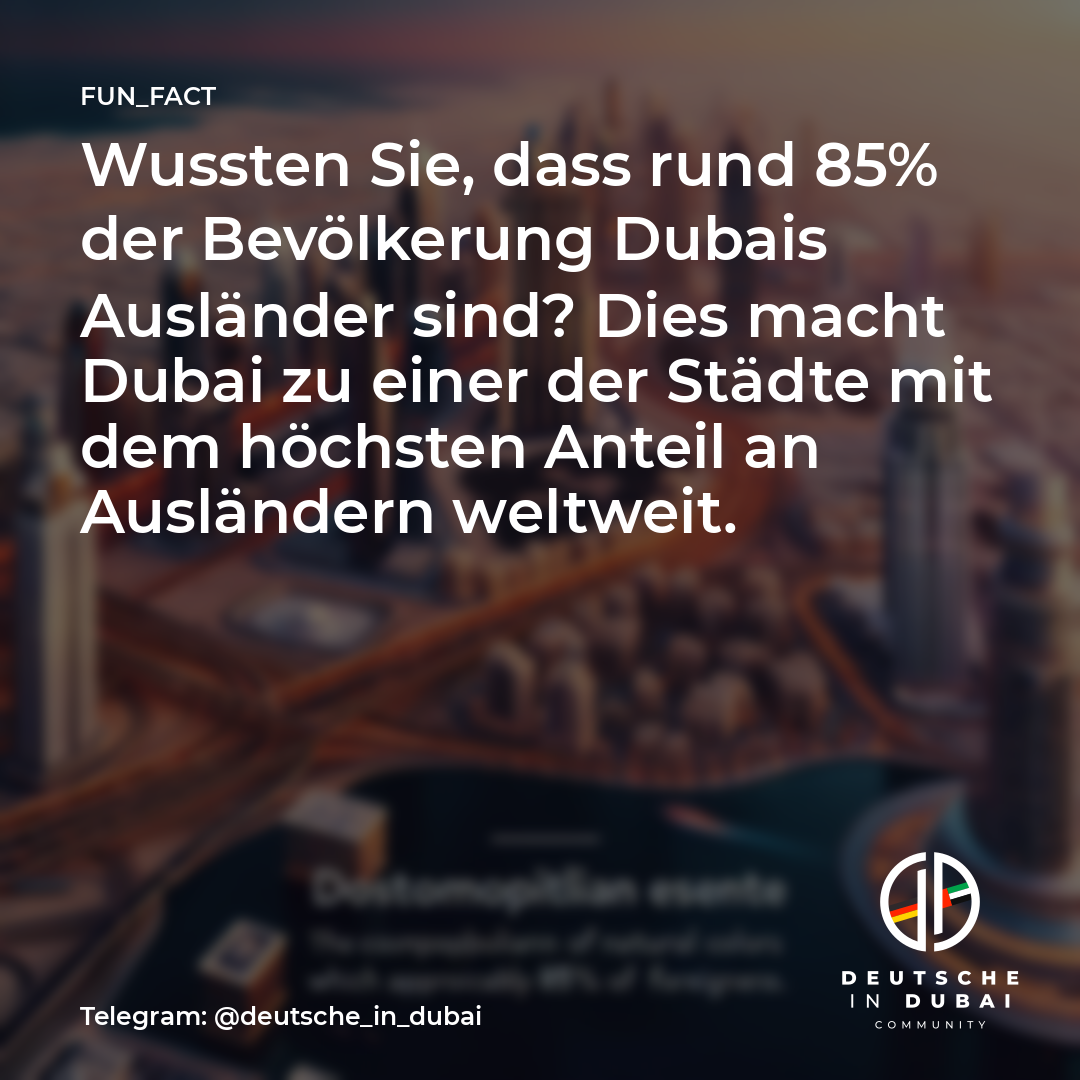 FUN_FACT
Wussten Sie, dass rund 85%
der Bevölkerung Dubais
Ausländer sind? Dies macht
Dubai zu einer der Städte mit
dem höchsten Anteil an
Ausländern weltweit.
DEUTSCHE
IN DUBAI
COMMUNITY
Telegram: @deutsche_in_dubai